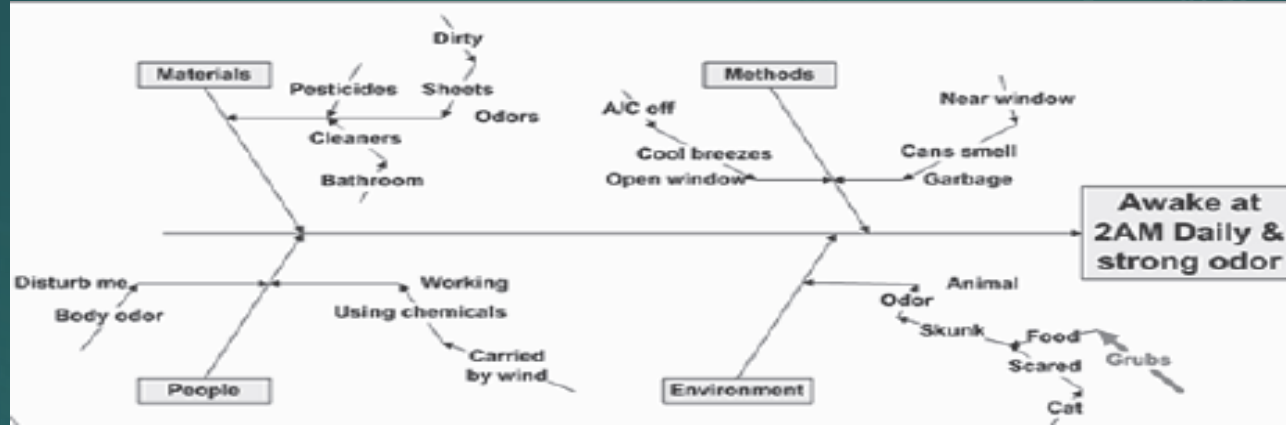 Dirty
Materials
Methods
Pesticides
Sheets
Near window
A/C off
Odors
Cleaners
Cool breezes
Cans smell
Bathroom
Open window
Garbage
Awake at
2AM Daily &
strong odor
Disturb me
Working
Animal
Body odor
Using chemicals
Odor
Skunk
Food
Carried
by wind
Scared
Grubs
People
Environment
Cat